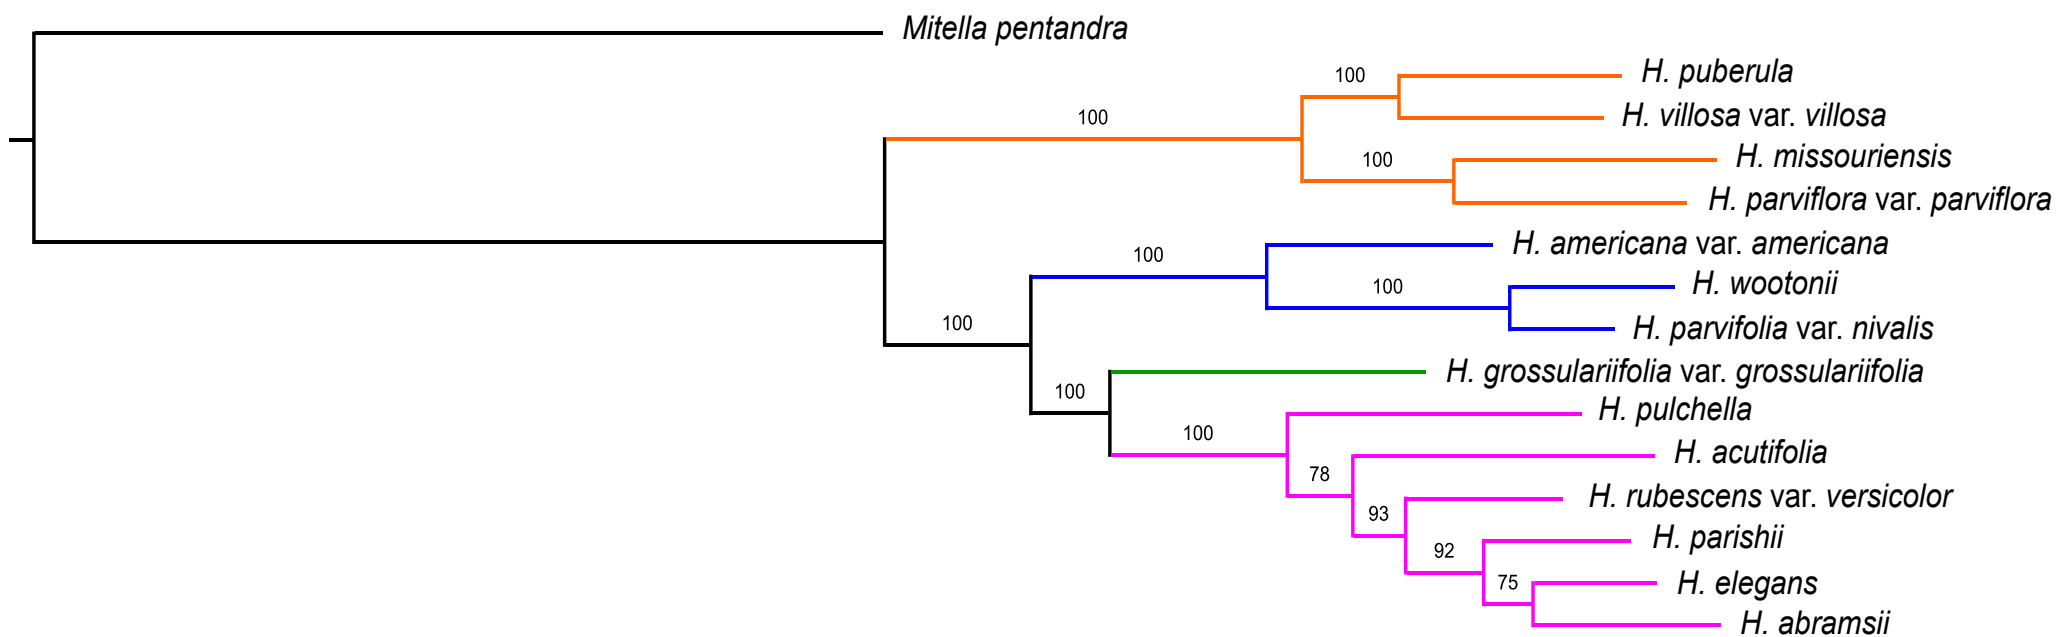 Mitella pentandra
100
H. puberula
H. villosa var. villosa
100
100
H. missouriensis
H. parviflora var. parviflora
H. americana var. americana
100
100
H. wootonii
H. parvifolia var. nivalis
100
H. grossulariifolia var. grossulariifolia
100
H. pulchella
100
H. acutifolia
78
H. rubescens var. versicolor
93
H. parishii
92
H. elegans
75
H. abramsii